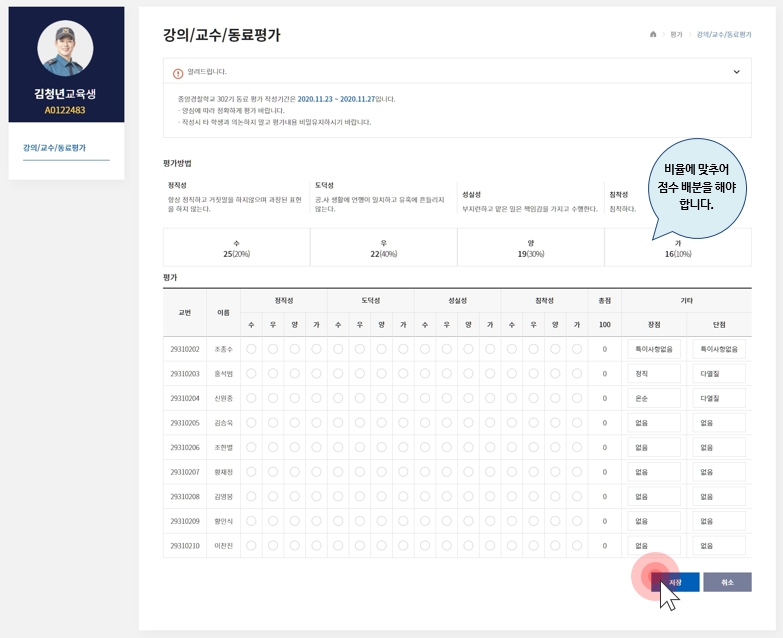 강의/교수/동료평가
평가
강의/교수/동료평가
김청년교육생
A0122483
강의/교수/동료평가
알려드립니다.
중앙경찰학교 302기 동료 평가 작성기간은 2020.11.23 ~ 2020.11.27입니다.
- 양심에 따라 정확하게 평가 바랍니다.
- 작성시 타 학생과 의논하지 말고 평가내용 비밀유지하시기 바랍니다.
비율에 맞추어
점수 배분을 해야
합니다.
평가방법
정직성
항상 정직하고 거짓말을 하지않으며 과장된 표현
을 하지 않는다.
도덕성
공.사 생활에 언행이 일치하고 유혹에 흔들리지
않는다.
성실성
부지런하고 맡은 일은 책임감을 가지고 수행한다.
침착성
침착하다.
수 우 양 가
25(20%) 22(40%) 19(30%) 16(10%)
평가
교번 이름 정직성 도덕성 성실성 침착성 총점 기타
수 우 양 가 수 우 양 가 수 우 양 가 수 우 양 가 100 장점 단점
29310202 조종수 0 특이사항없음 특이사항없음
29310203 홍석범 0 정직 다열질
29310204 신원종 0 온순 다열질
29310205 김승욱 0 없음 없음
29310206 조한별 0 없음 없음
29310207 황재정 0 없음 없음
29310208 김영웅 0 없음 없음
29310209 황인식 0 없음 없음
29310210 이찬진 0 없음 없음
저장 취소